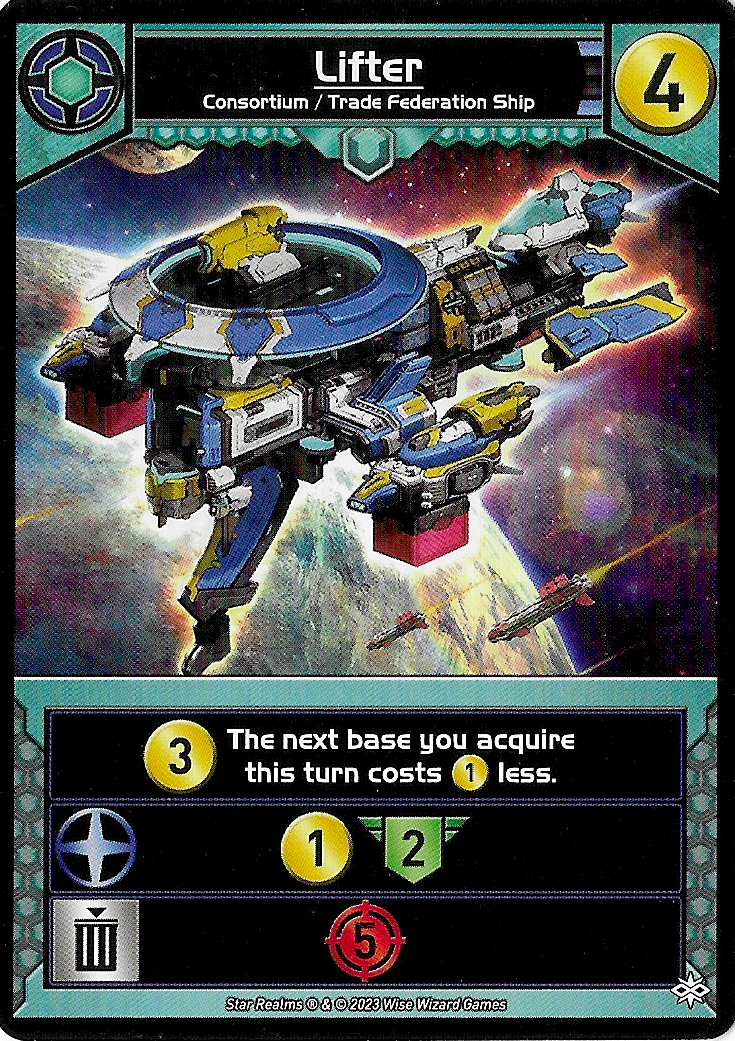 Lifter
Consortium / Trade Federation Ship
4
3 The next base you acquire
this turn costs 1 less.
1 2
5
Star Realms ® & © 2023 Wise Wizard Games